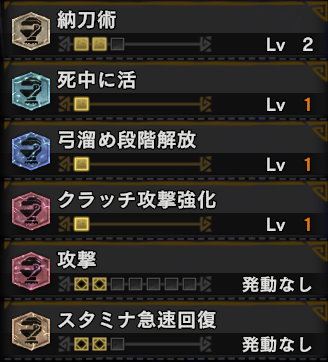 納刀術
Lv 2
死中に活
Lv 1
弓溜め段階解放
Lv 1
クラッチ攻撃強化
Lv 1
攻撃
発動なし
スタミナ急速回復
発動なし